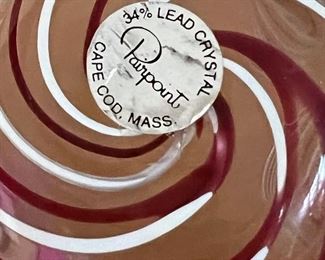 34% LEAD CRYSTAL
Pairpoint
CAPE COD, MASS.